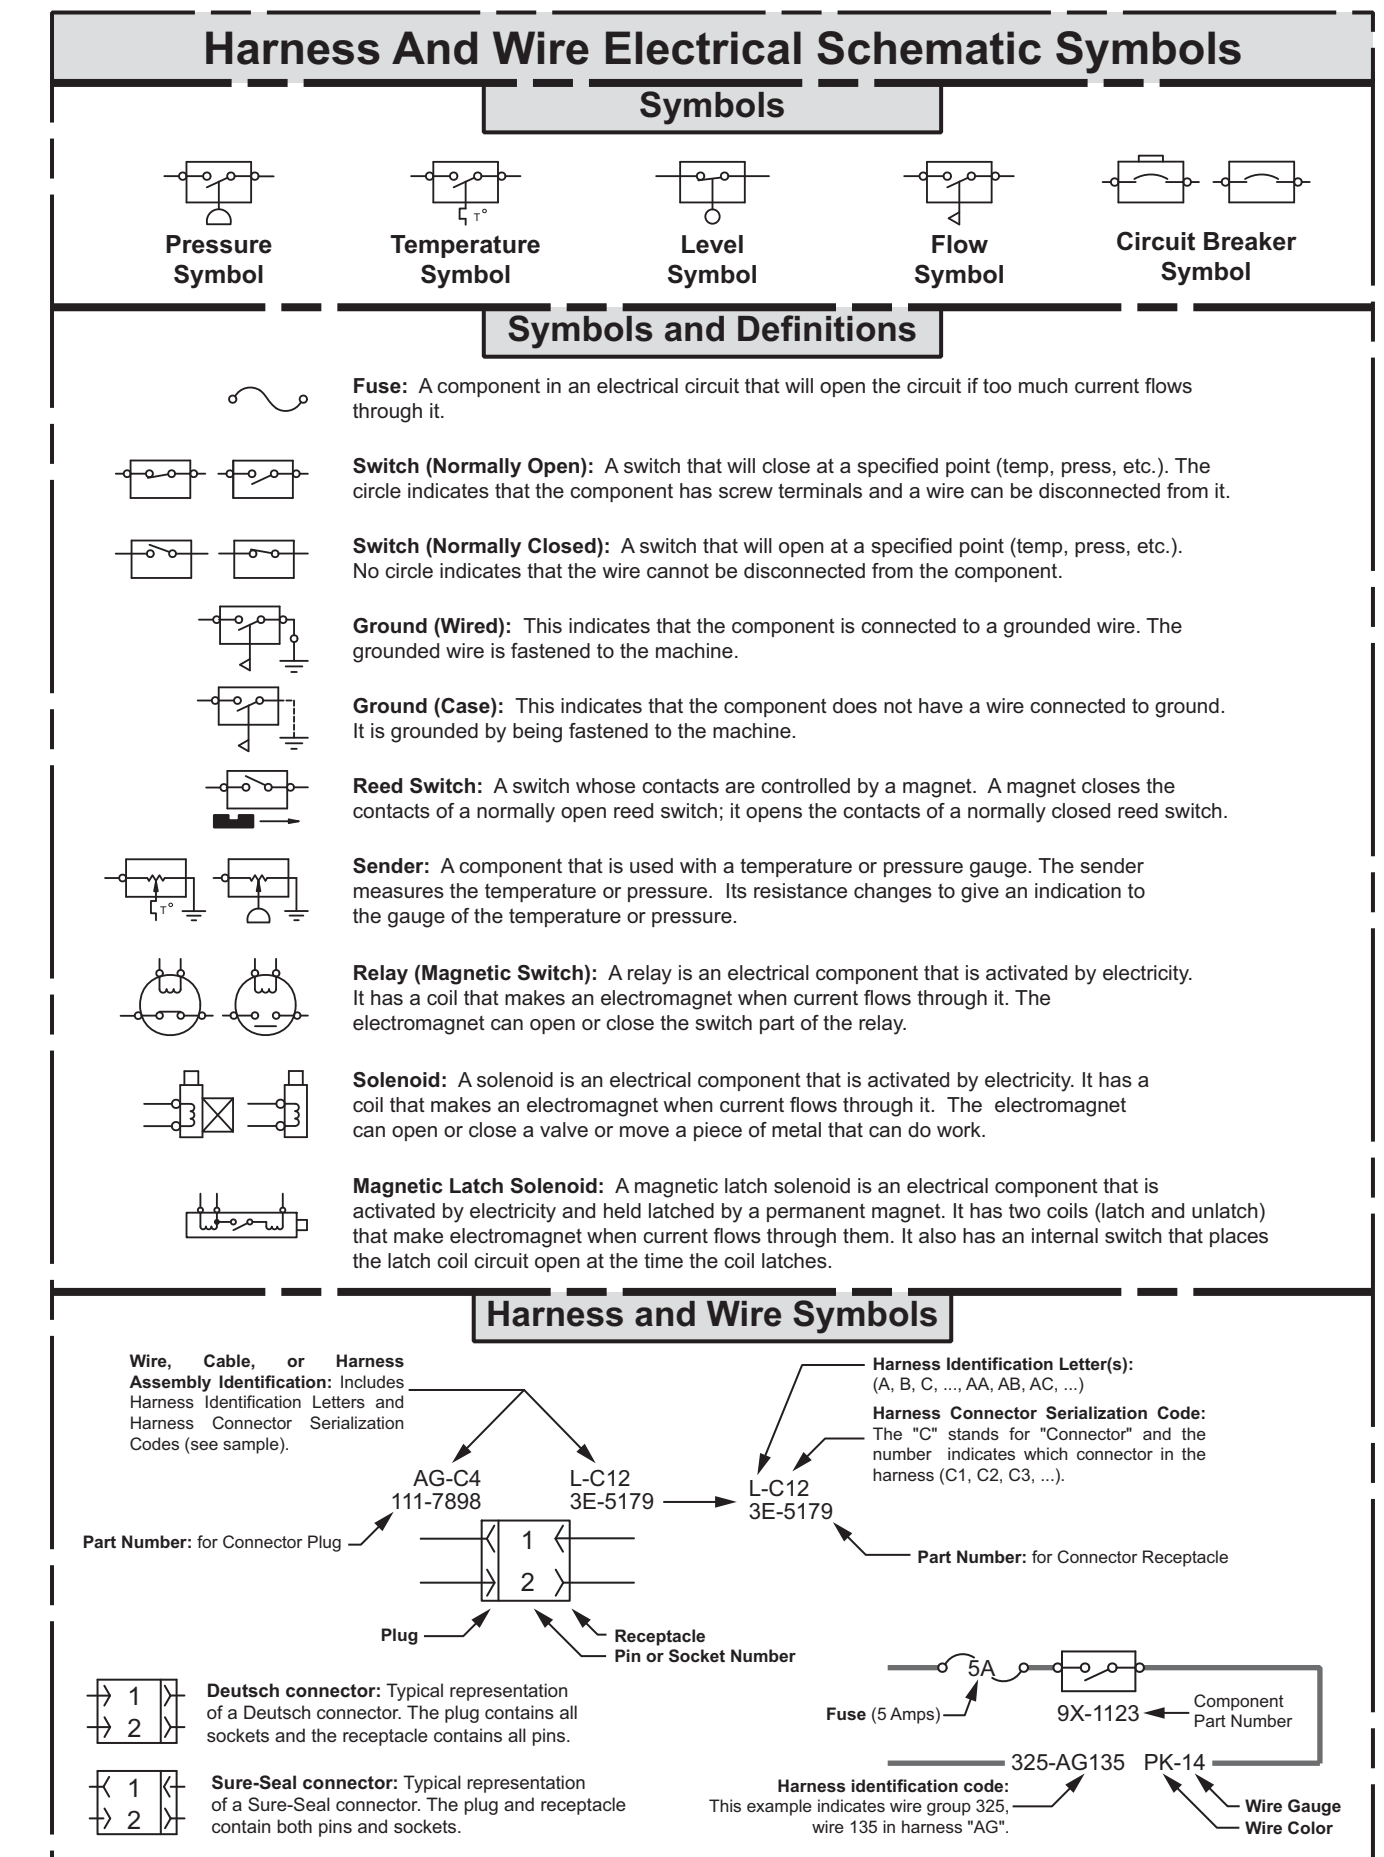 Harness And Wire Electrical Schematic Symbols
Symbols
T°
Pressure
Symbol
Temperature
Symbol
Level
Symbol
Flow
Symbol
Circuit Breaker
Symbol
Symbols and Definitions
Fuse: A component in an electrical circuit that will open the circuit if too much current flows
through it.
Switch (Normally Open): A switch that will close at a specified point (temp, press, etc.). The
circle indicates that the component has screw terminals and a wire can be disconnected from it.
Switch (Normally Closed): A switch that will open at a specified point (temp, press, etc.).
No circle indicates that the wire cannot be disconnected from the component.
Ground (Wired): This indicates that the component is connected to a grounded wire. The
grounded wire is fastened to the machine.
Ground (Case): This indicates that the component does not have a wire connected to ground.
It is grounded by being fastened to the machine.
Reed Switch: A switch whose contacts are controlled by a magnet. A magnet closes the
contacts of a normally open reed switch; it opens the contacts of a normally closed reed switch.
Sender: A component that is used with a temperature or pressure gauge. The sender
measures the temperature or pressure. Its resistance changes to give an indication to
the gauge of the temperature or pressure.
T°
Relay (Magnetic Switch): A relay is an electrical component that is activated by electricity.
It has a coil that makes an electromagnet when current flows through it. The
electromagnet can open or close the switch part of the relay.
Solenoid: A solenoid is an electrical component that is activated by electricity. It has a
coil that makes an electromagnet when current flows through it. The electromagnet
can open or close a valve or move a piece of metal that can do work.
Magnetic Latch Solenoid: A magnetic latch solenoid is an electrical component that is
activated by electricity and held latched by a permanent magnet. It has two coils (latch and unlatch)
that make electromagnet when current flows through them. It also has an internal switch that places
the latch coil circuit open at the time the coil latches.
Harness and Wire Symbols
Wire, Cable, or Harness
Assembly Identification: Includes
Harness Identification Letters and
Harness Connector Serialization
Codes (see sample).
Harness Identification Letter(s):
(A, B, C, ..., AA, AB, AC, ...)
Harness Connector Serialization Code:
The "C" stands for "Connector" and the
number indicates which connector in the
harness (C1, C2, C3, ...).
AG-C4
111-7898
L-C12
3E-5179
L-C12
3E-5179
Part Number: for Connector Plug
Part Number: for Connector Receptacle
1
2
Plug
Receptacle
Pin or Socket Number
1
2
Deutsch connector: Typical representation
of a Deutsch connector. The plug contains all
sockets and the receptacle contains all pins.
1
2
Sure-Seal connector: Typical representation
of a Sure-Seal connector. The plug and receptacle
contain both pins and sockets.
5A
Fuse (5 Amps)
9X-1123
Component
Part Number
325-AG135 PK-14
Harness identification code:
This example indicates wire group 325,
wire 135 in harness "AG".
Wire Gauge
Wire Color